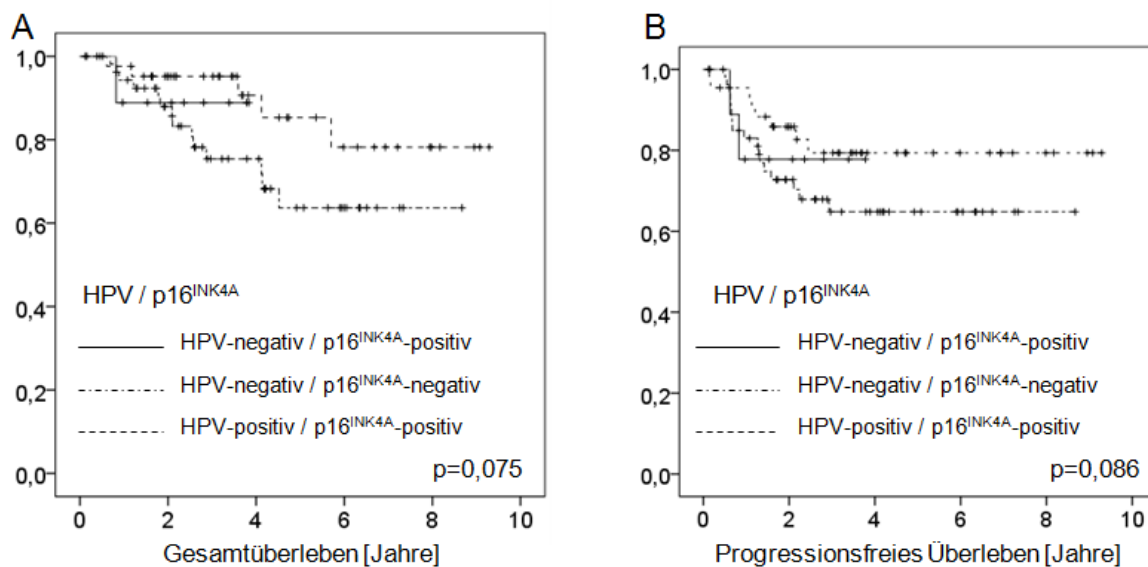 A
1,0
0,8
0,6
0,4
0,2
0,0
HPV / p16INK4A
HPV-negativ / p16INK4A-positiv
HPV-negativ / p16INK4A-negativ
HPV-positiv / p16INK4A-positiv
p=0,075
0 2 4 6 8 10
Gesamtüberleben [Jahre]
B
1,0
0,8
0,6
0,4
0,2
0,0
HPV / p16INK4A
HPV-negativ / p16INK4A-positiv
HPV-negativ / p16INK4A-negativ
HPV-positiv / p16INK4A-positiv
p=0,086
0 2 4 6 8 10
Progressionsfreies Überleben [Jahre]